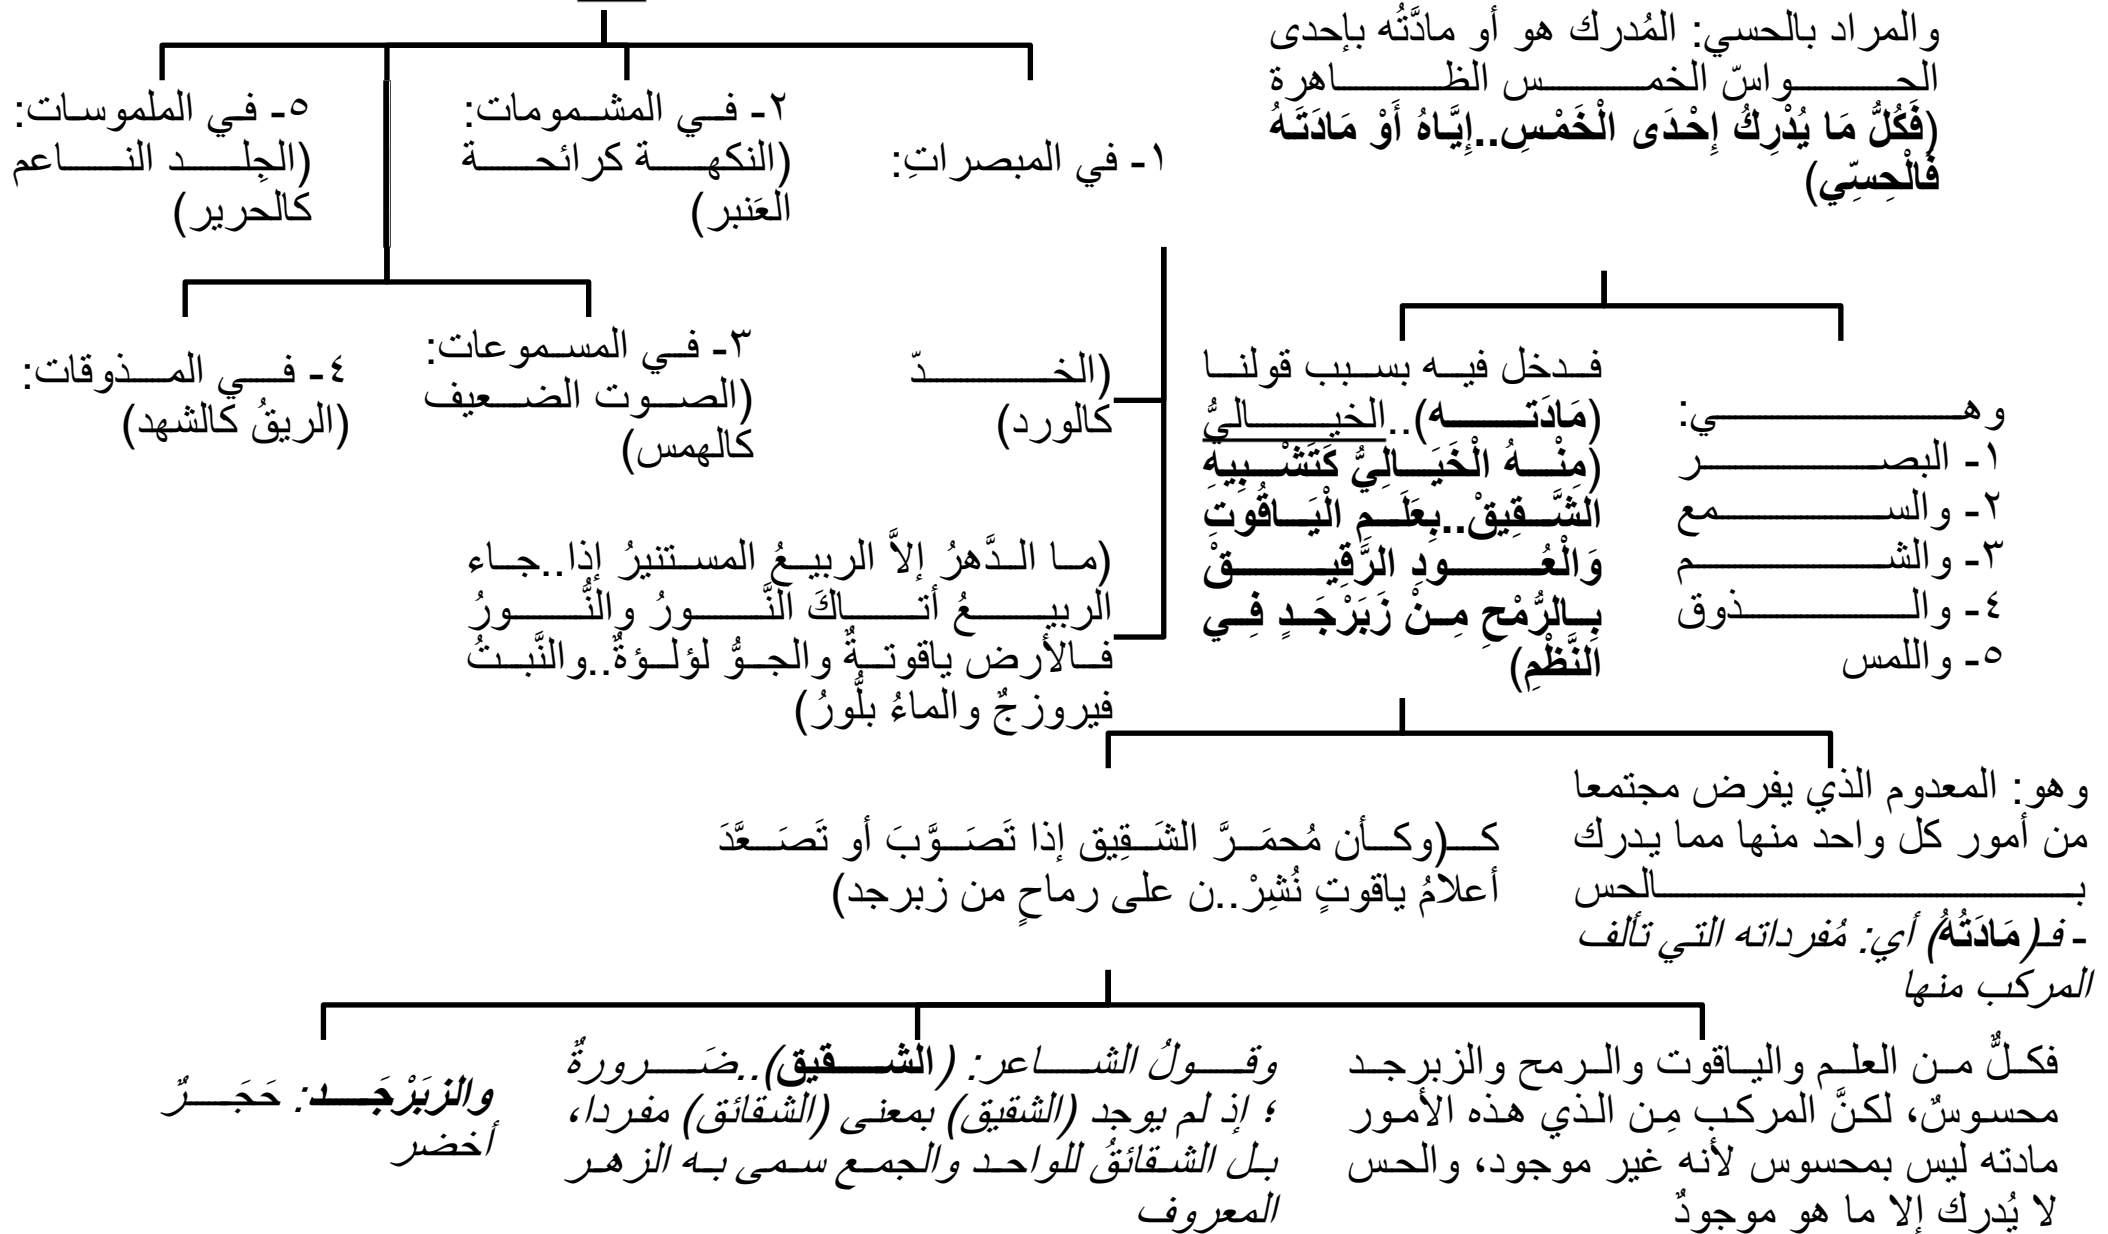 والمراد بالحسي: المُدرك هو أو مادَّتُه بإحدى
الحواسّ الخمس الظاهرة
(فَكُلُّ مَا يُدْرِكُ إِحْدَى الْخَمْسِ..إِيَّاهُ أَوْ مَادَتَهُ
فَالْحِسِّي)
وهي:
١- البصر
٢- والسمع
٣- والشم
٤- والذوق
٥- واللمس
فدخل فيه بسبب قولنا
(مَادَته)..الخياليُّ
(مِنْهُ الْخَيَالِيُّ كَتَشْبِيهِ
الشَّقِيقْ..بِعَلَمِ الْيَاقُوتِ
وَالْعُودِ الرَّقِيقْ
بِالرُّمْحِ مِنْ زَبَرْجَدٍ فِي
النَّظْمِ)
وهو: المعدوم الذي يفرض مجتمعا
من أمور كل واحد منها مما يدرك
بالحس
- فـ(مَادَتُهُ) أي: مُفرداته التي تألف
المركب منها
كـ(وكأن مُحمَرَّ الشَقِيق إذا تَصَوَّبَ أو تَصَعَّدَ
أعلامُ ياقوتٍ نُشِرْ..ن على رماحٍ من زبرجد)
فكلٌّ من العلم والياقوت والرمح والزبرجد
محسوسٌ، لكنَّ المركب مِن الذي هذه الأمور
مادته ليس بمحسوس لأنه غير موجود، والحس
لا يُدرك إلا ما هو موجودٌ
وقولُ الشاعر: (الشقيق)..ضَرورةٌ
؛ إذ لم يوجد (الشقيق) بمعنى (الشقائق) مفردا،
بل الشقائقُ للواحد والجمع سمى به الزهر
المعروف
والزبَرْجَد: حَجَرٌ
أخضر
١- في المبصراتِ:
(الخدّ
كالورد)
(ما الدَّهرُ إلاَّ الربيعُ المستنيرُ إذا..جاء
الربيعُ أتاكَ النَّورُ والنُّورُ
فالأرض ياقوتةٌ والجوُّ لؤلؤةٌ..والنَّبتُ
فيروزجٌ والماءُ بلُّورُ)
٢- في المشمومات:
(النكهة كرائحة
العَنبر)
٣- في المسموعات:
(الصوت الضعيف
كالهمس)
٤- في المذوقات:
(الريقُ كالشهد)
٥- في الملموسات:
(الجِلد الناعم
كالحرير)